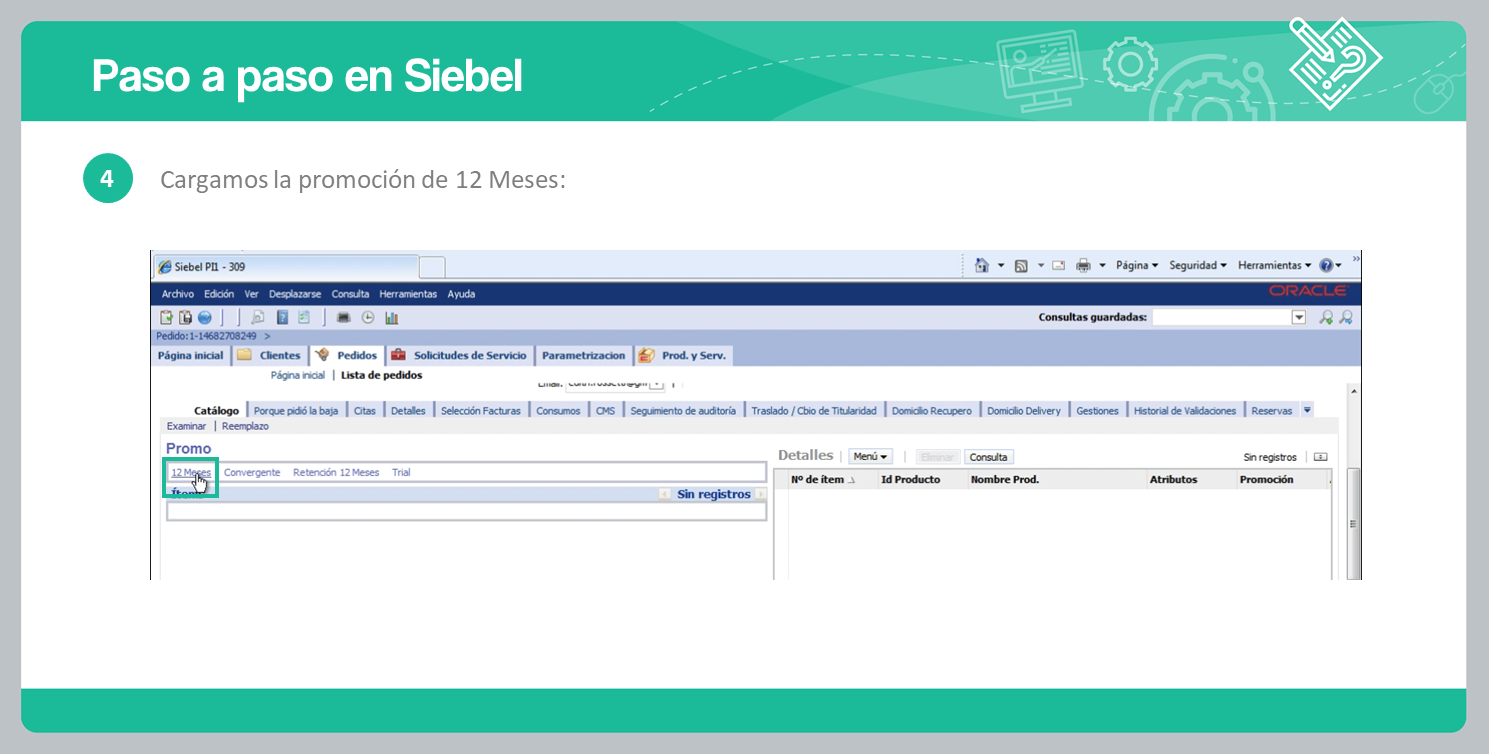 Paso a paso en Siebel
4
Cargamos la promoción de 12 Meses:
Siebel PI1 - 309
Página Seguridad Herramientas
Archivo Edición Ver Desplazarse Consulta Herramientas Ayuda
ORACLE
Consultas guardadas:
Pedido:1-14682708249 >
Página inicial Clientes Pedidos Solicitudes de Servicio Parametrizacion Prod. y Serv.
Página inicial | Lista de pedidos
Catálogo Porque pidió la baja Citas Detalles Selección Facturas Consumos CMS Seguimiento de auditoría Traslado / Cbio de Titularidad Domicilio Recupero Domicilio Delivery Gestiones Historial de Validaciones Reservas
Examinar | Reemplazo
Promo
12 Meses Convergente Retención 12 Meses Trial
Sin registros
Detalles | Menú | Eliminar Consulta Sin registros |
Nº de ítem Id Producto Nombre Prod. Atributos Promoción